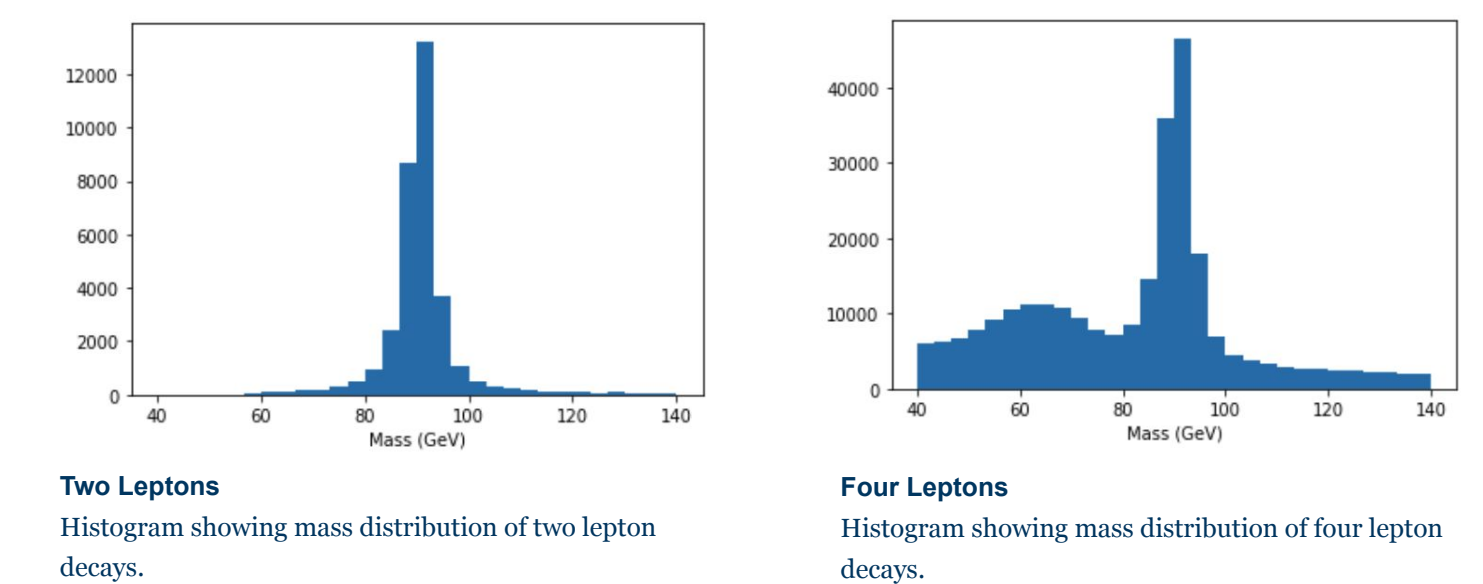 12000
10000
8000
6000
4000
2000
0
40 60 80 100 120 140
Mass (GeV)
Two Leptons
Histogram showing mass distribution of two lepton
decays.
40000
30000
20000
10000
0
40 60 80 100 120 140
Mass (GeV)
Four Leptons
Histogram showing mass distribution of four lepton
decays.